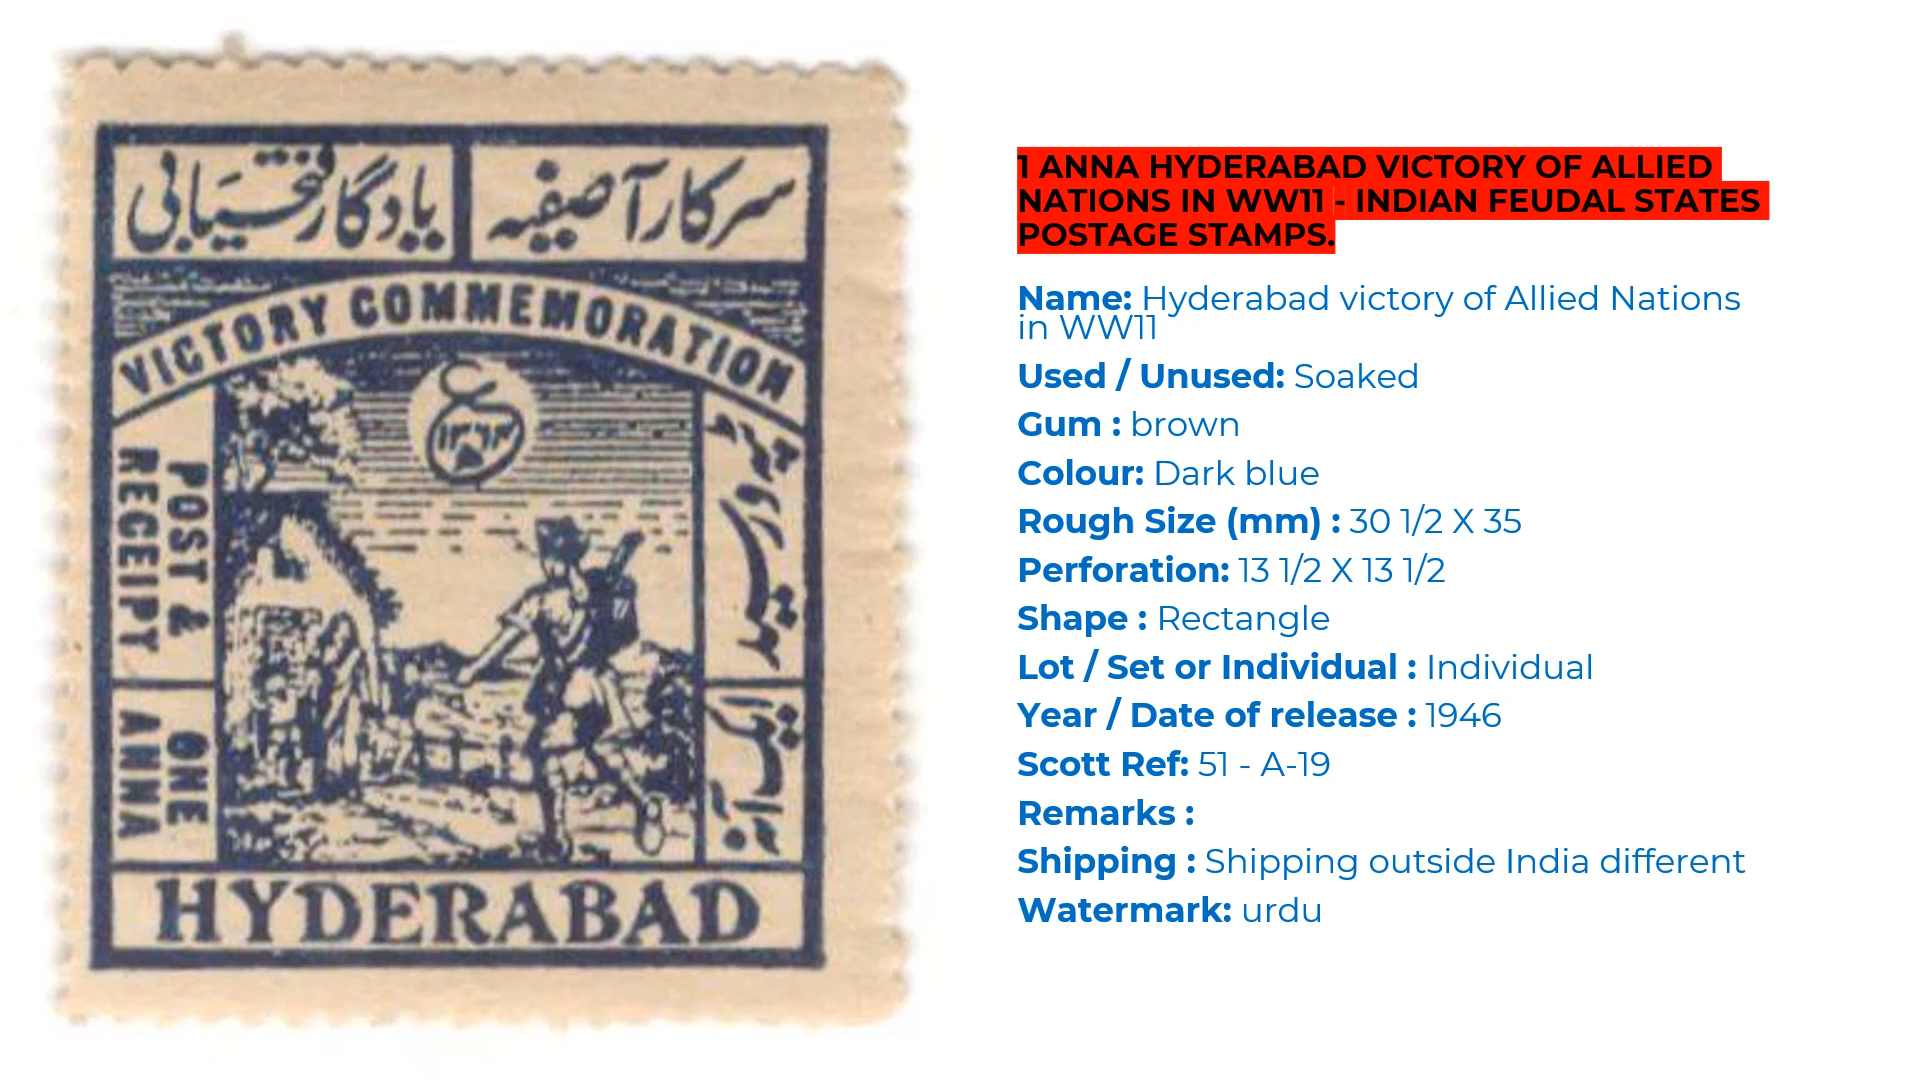 یادگار فتحیابی
سرکار آصفیہ
VICTORY COMMEMORATION
ع
۱۳۶۴
POST &
RECEIPT
ONE
ANNA
HYDERABAD
1 ANNA HYDERABAD VICTORY OF ALLIED
NATIONS IN WW11 - INDIAN FEUDAL STATES
POSTAGE STAMPS.
Name: Hyderabad victory of Allied Nations
in WW11
Used / Unused: Soaked
Gum : brown
Colour: Dark blue
Rough Size (mm) : 30 1/2 X 35
Perforation: 13 1/2 X 13 1/2
Shape : Rectangle
Lot / Set or Individual : Individual
Year / Date of release : 1946
Scott Ref: 51 - A-19
Remarks :
Shipping : Shipping outside India different
Watermark: urdu